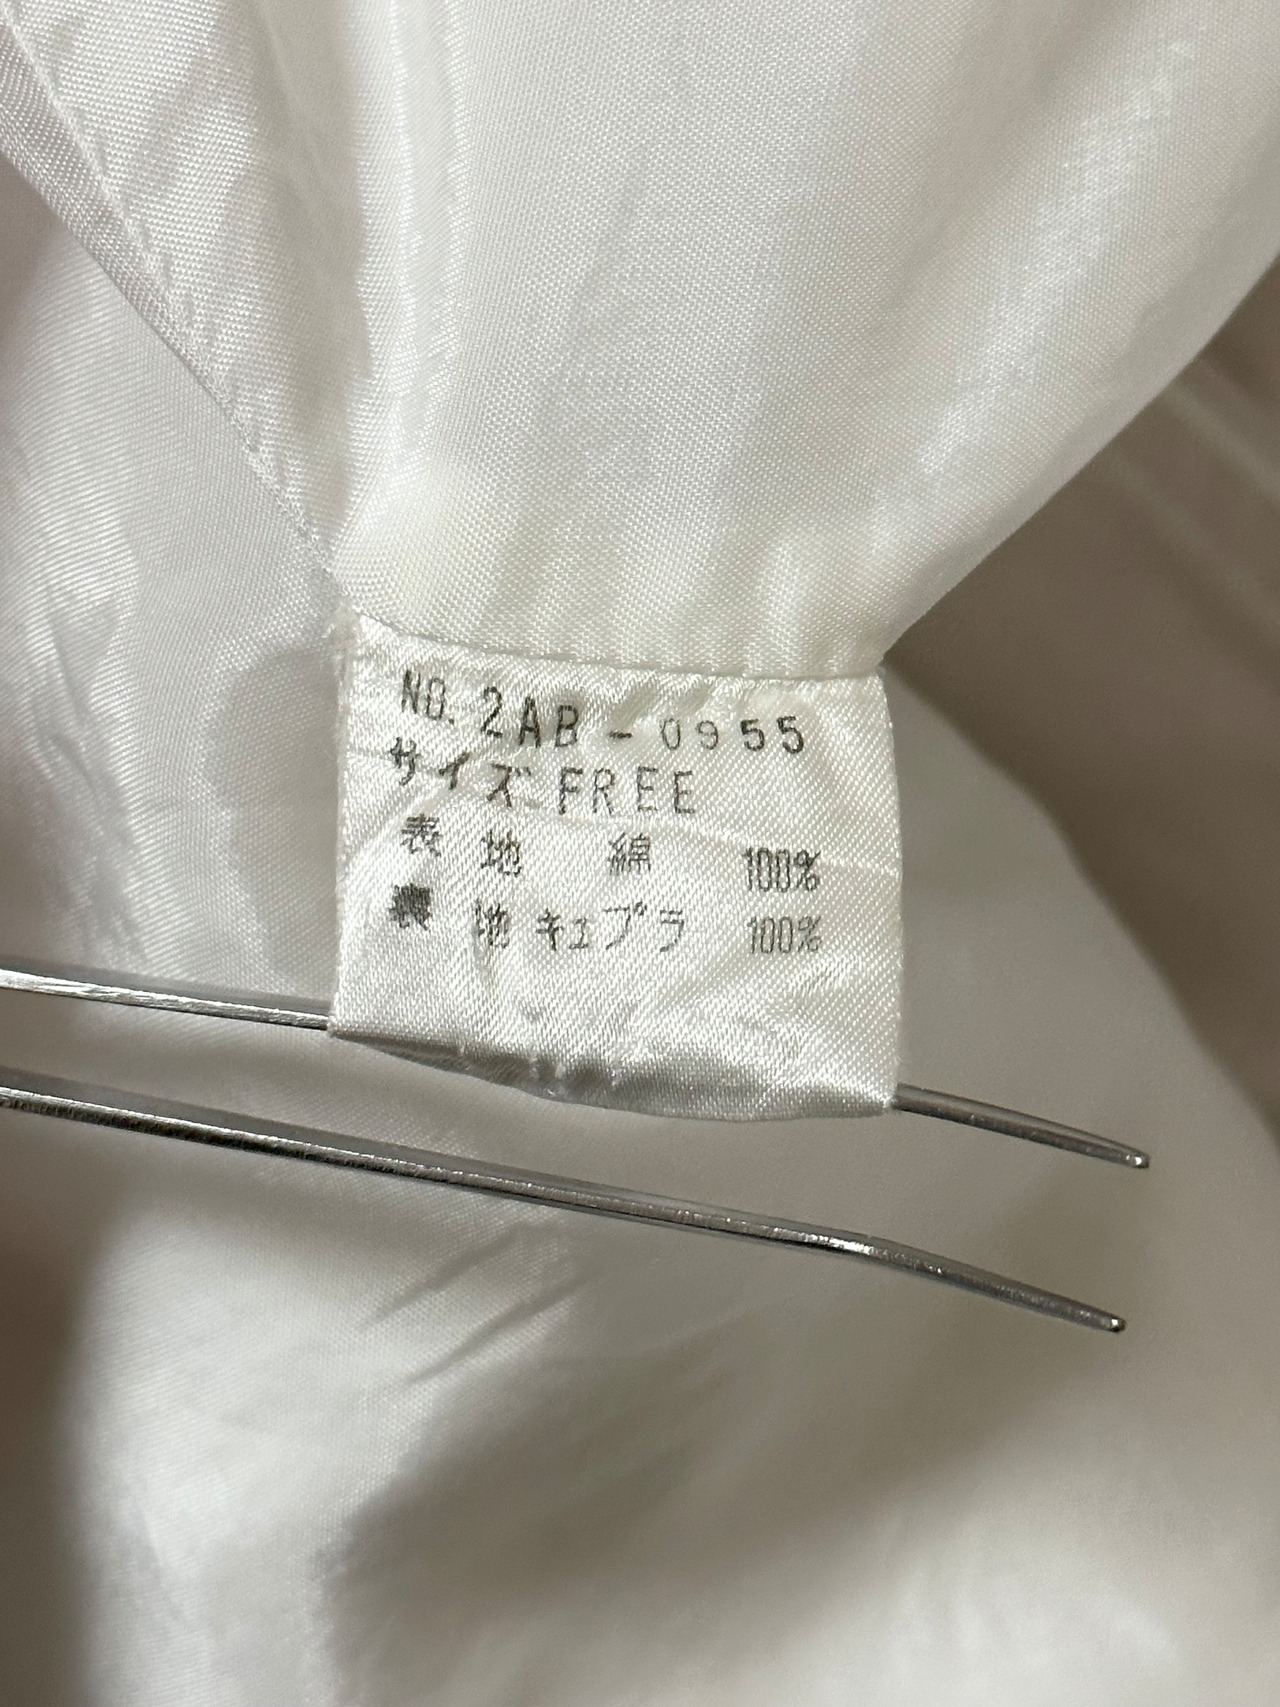 NO. 2AB-0955
サイズ FREE
表 地 綿 100%
裏 地 キュプラ 100%